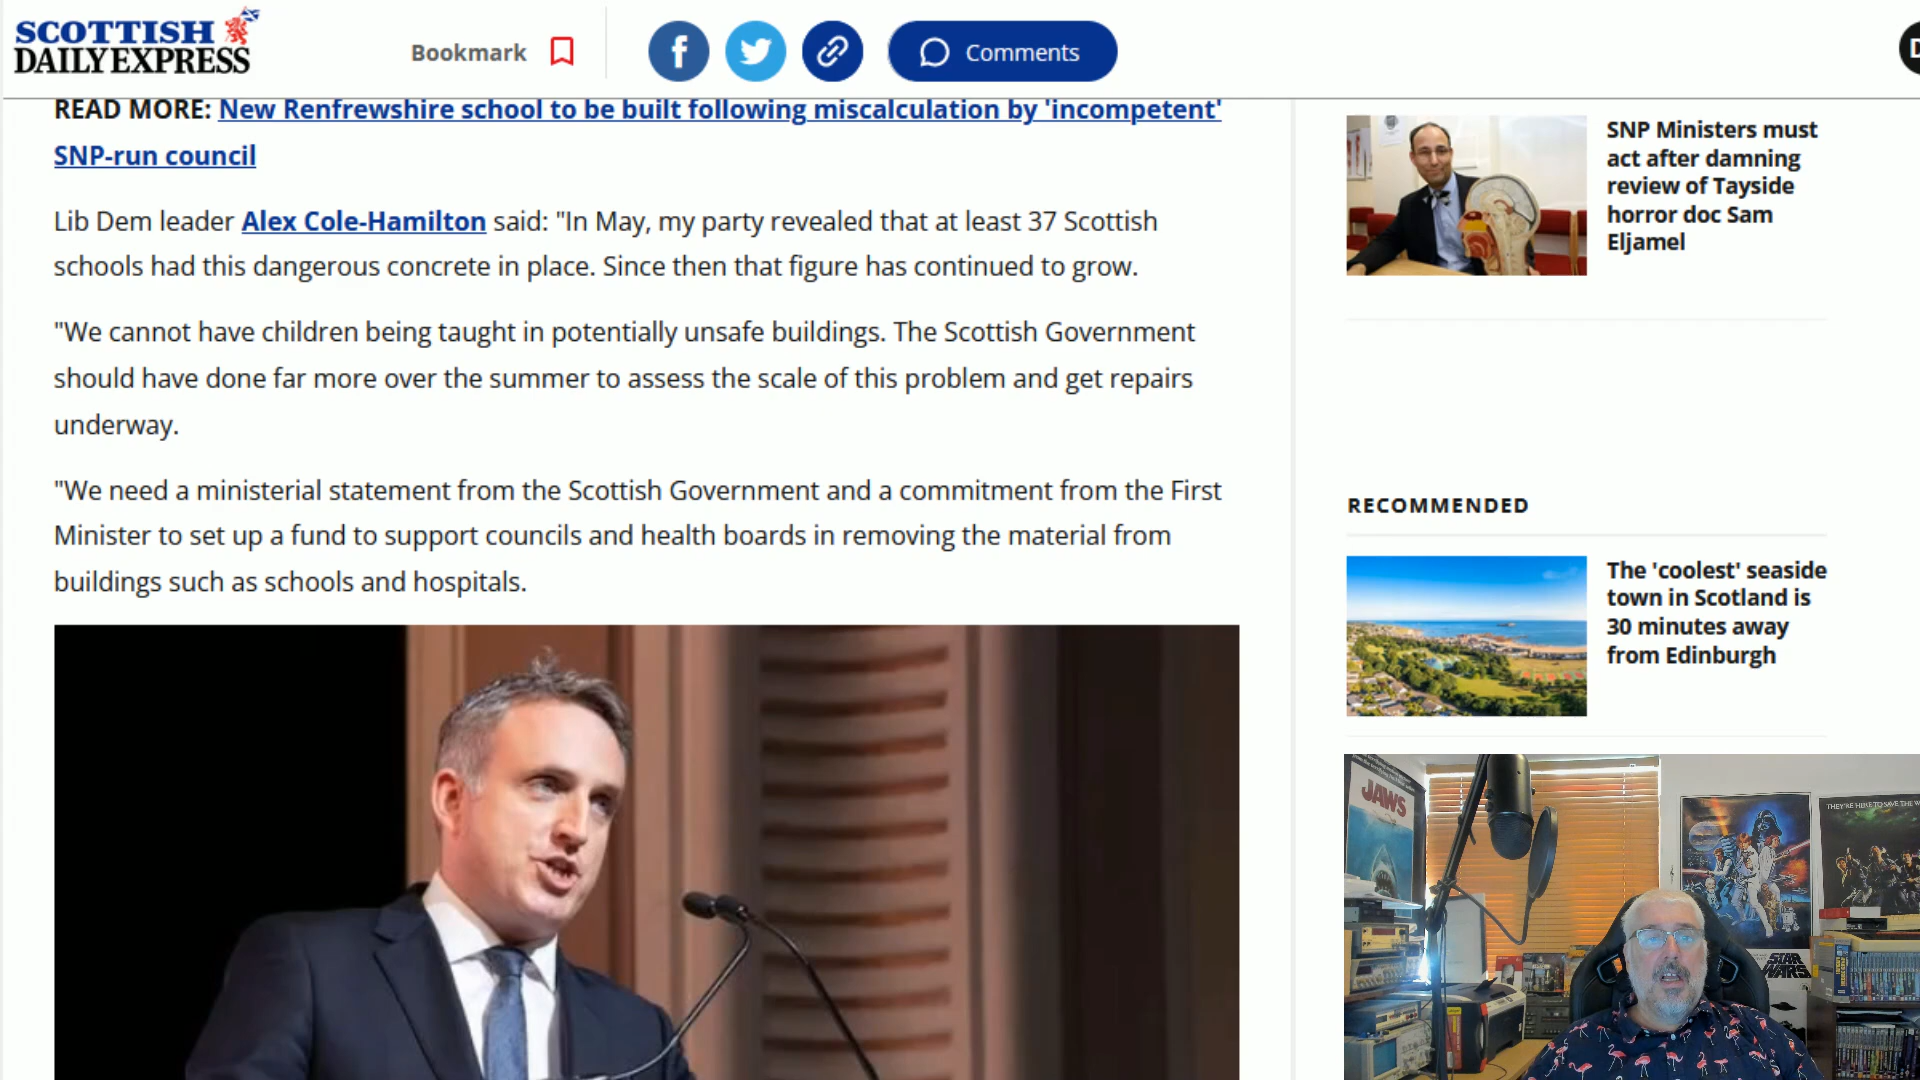 SCOTTISH
DAILY EXPRESS
Bookmark
Comments
D
READ MORE: New Renfrewshire school to be built following miscalculation by 'incompetent'
SNP-run council
Lib Dem leader Alex Cole-Hamilton said: "In May, my party revealed that at least 37 Scottish
schools had this dangerous concrete in place. Since then that figure has continued to grow.
"We cannot have children being taught in potentially unsafe buildings. The Scottish Government
should have done far more over the summer to assess the scale of this problem and get repairs
underway.
"We need a ministerial statement from the Scottish Government and a commitment from the First
Minister to set up a fund to support councils and health boards in removing the material from
buildings such as schools and hospitals.
SNP Ministers must
act after damning
review of Tayside
horror doc Sam
Eljamel
RECOMMENDED
The 'coolest' seaside
town in Scotland is
30 minutes away
from Edinburgh
JAWS
THEY'RE HERE TO SAVE THE W
STAR
WARS